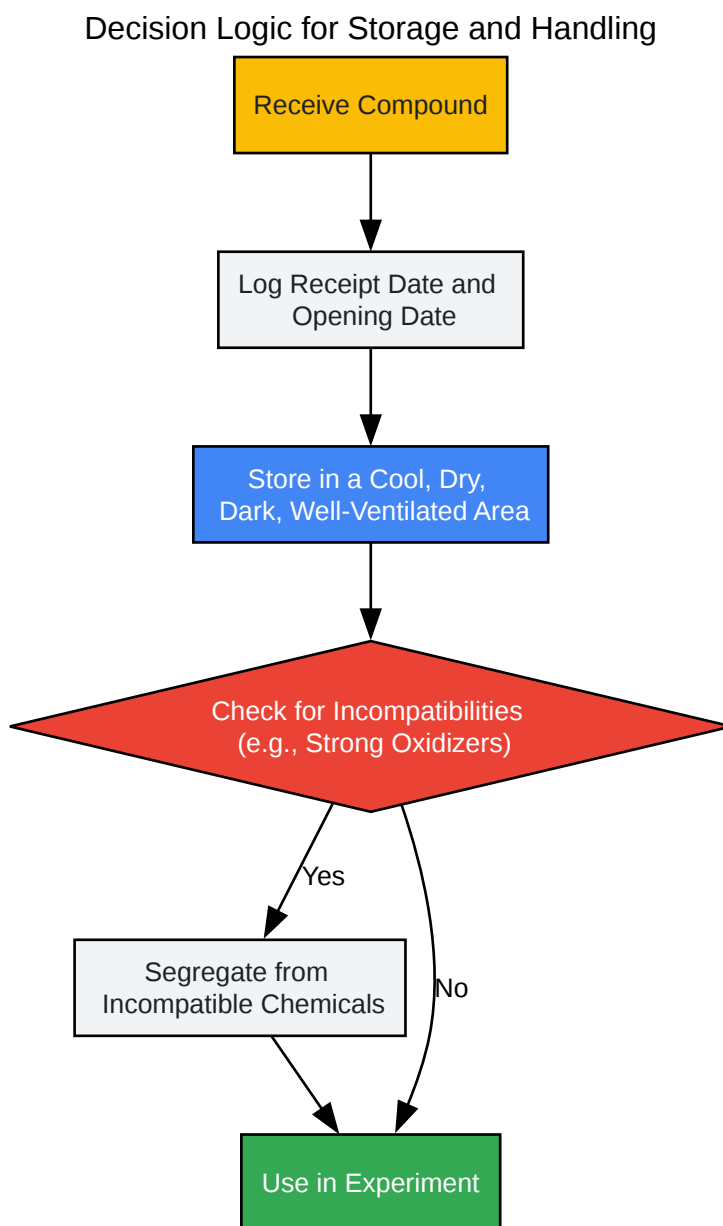 Decision Logic for Storage and Handling
Receive Compound
Log Receipt Date and
Opening Date
Store in a Cool, Dry,
Dark, Well-Ventilated Area
Check for Incompatibilities
(e.g., Strong Oxidizers)
Yes
Segregate from
Incompatible Chemicals
No
Use in Experiment